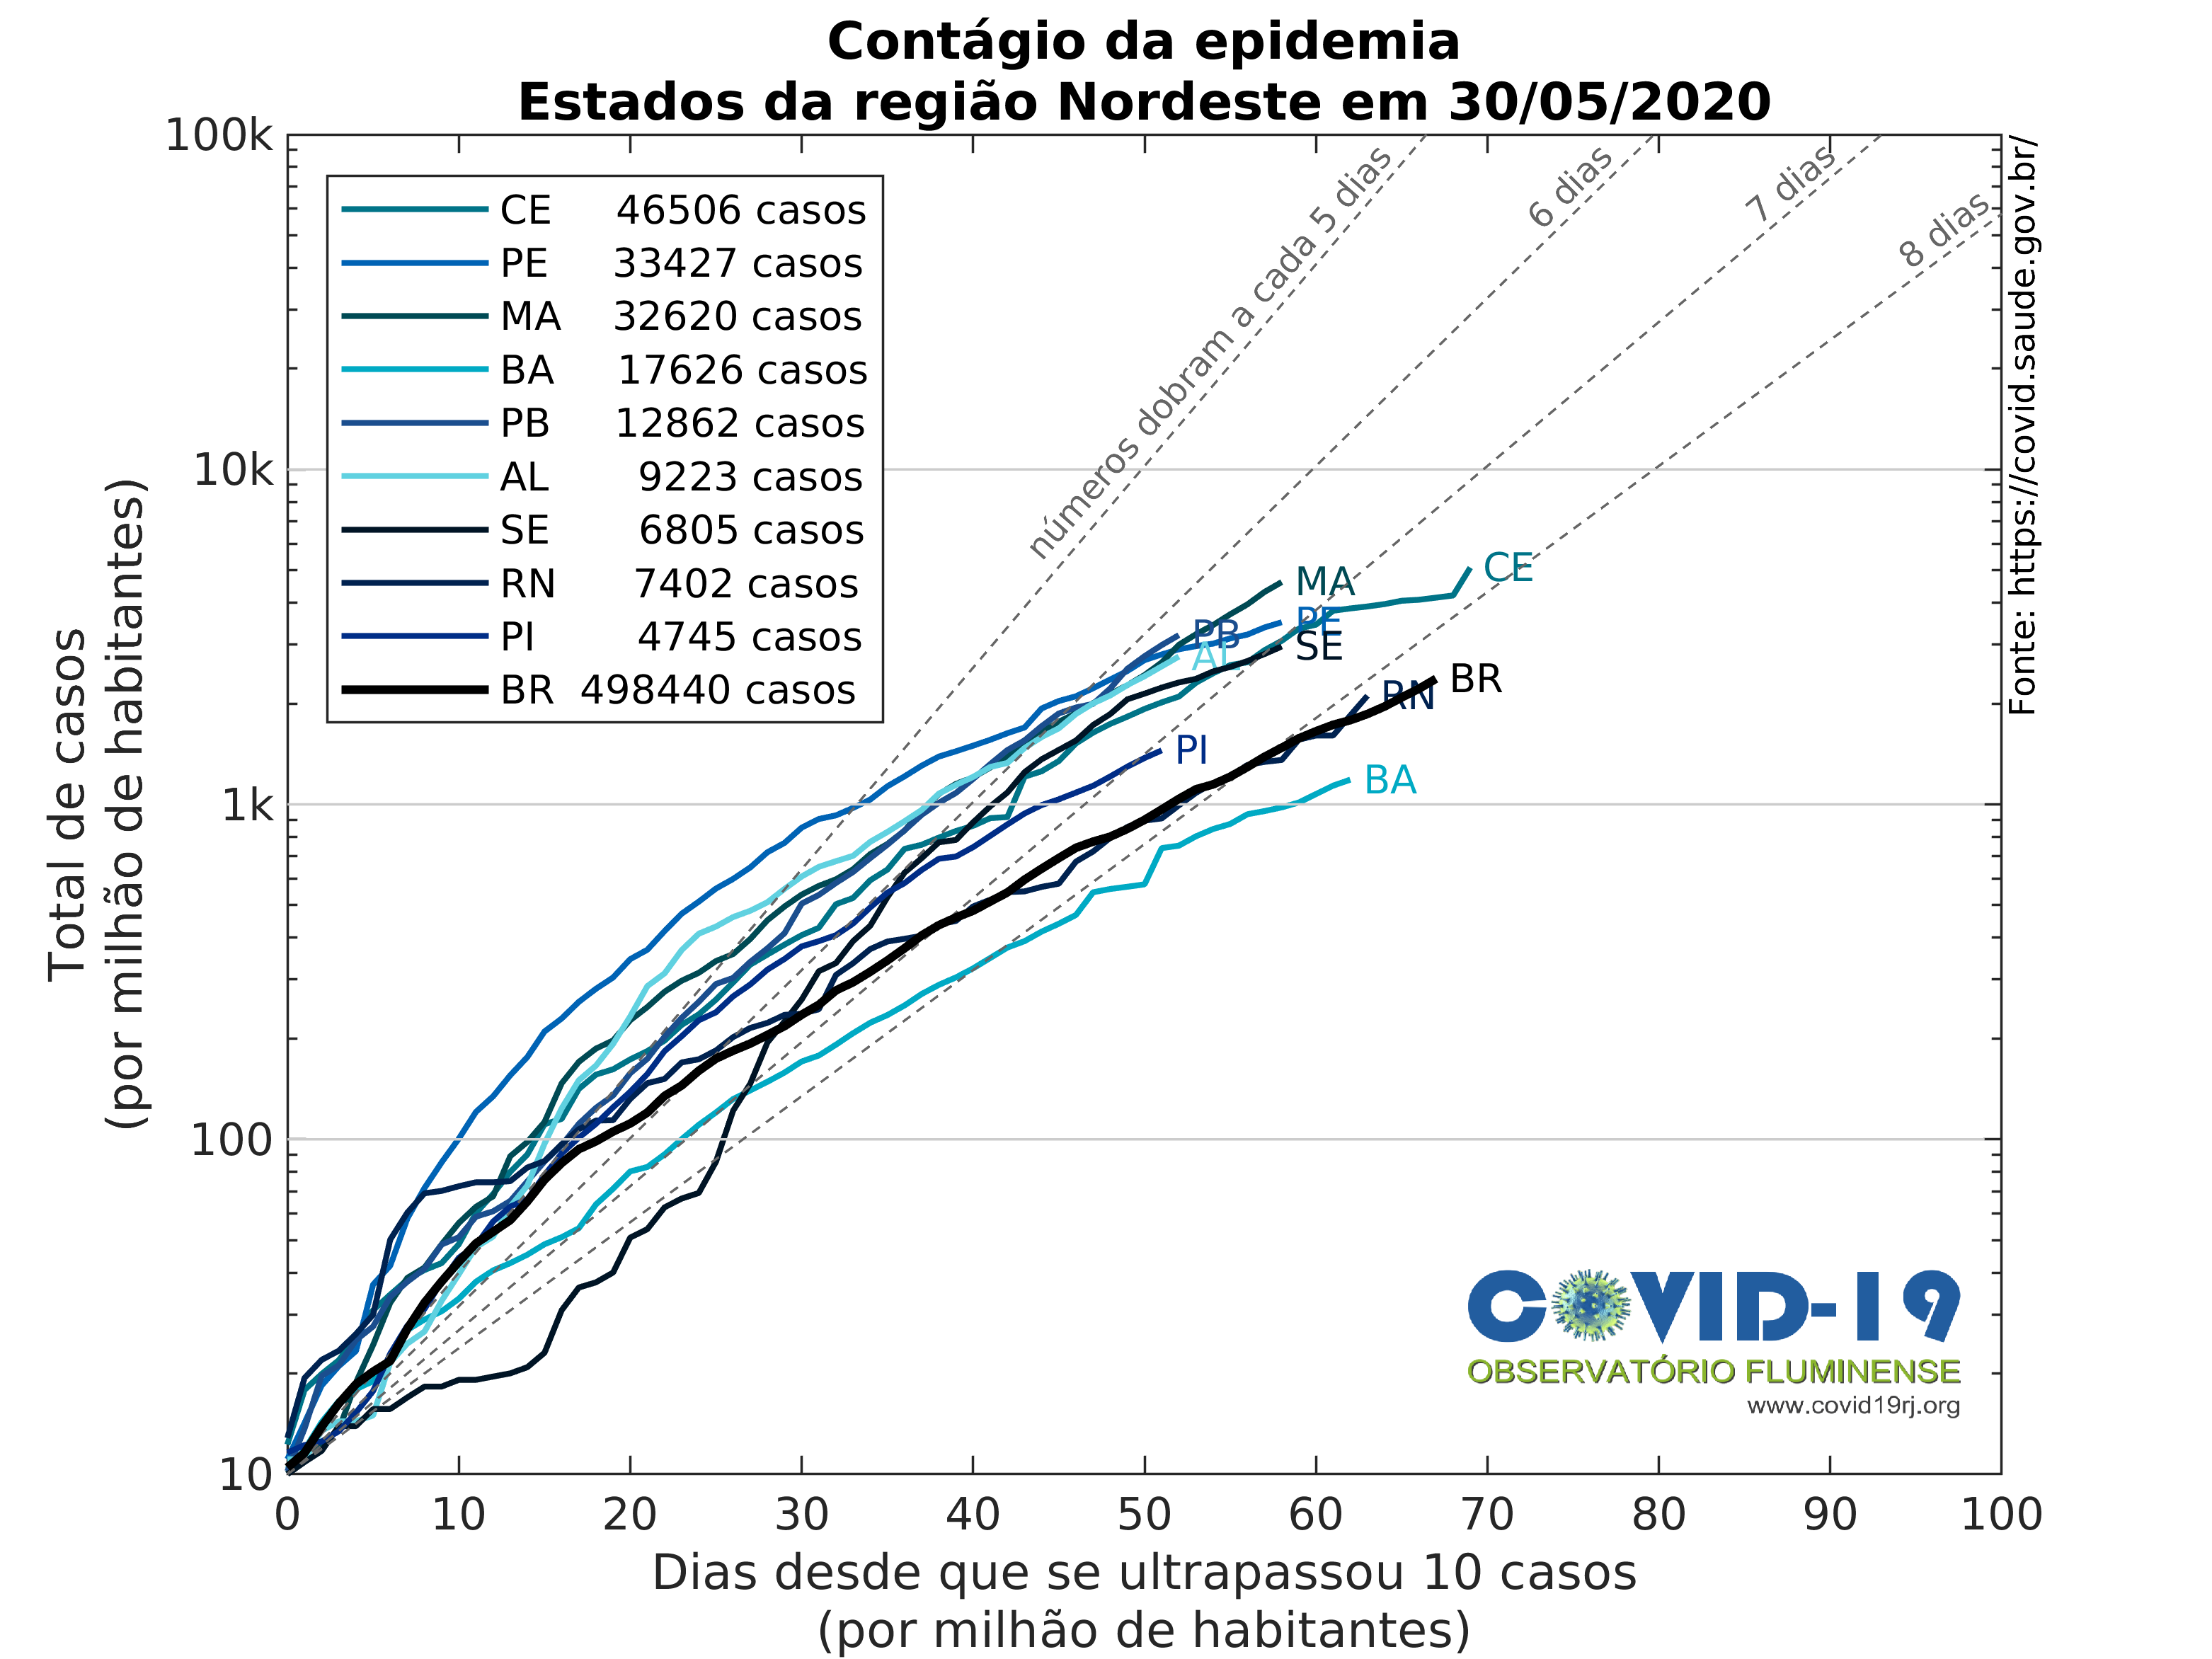 Contágio da epidemia
Estados da região Nordeste em 30/05/2020
Total de casos
(por milhão de habitantes)
100k
10k
1k
100
10
CE 46506 casos
PE 33427 casos
MA 32620 casos
BA 17626 casos
PB 12862 casos
AL 9223 casos
SE 6805 casos
RN 7402 casos
PI 4745 casos
BR 498440 casos
números dobram a cada 5 dias
6 dias
7 dias
8 dias
MA
CE
PE
PB
SE
AL
BR
RN
PI
BA
Fonte: https://covid.saude.gov.br/
COVID-19
OBSERVATÓRIO FLUMINENSE
www.covid19rj.org
0 10 20 30 40 50 60 70 80 90 100
Dias desde que se ultrapassou 10 casos
(por milhão de habitantes)